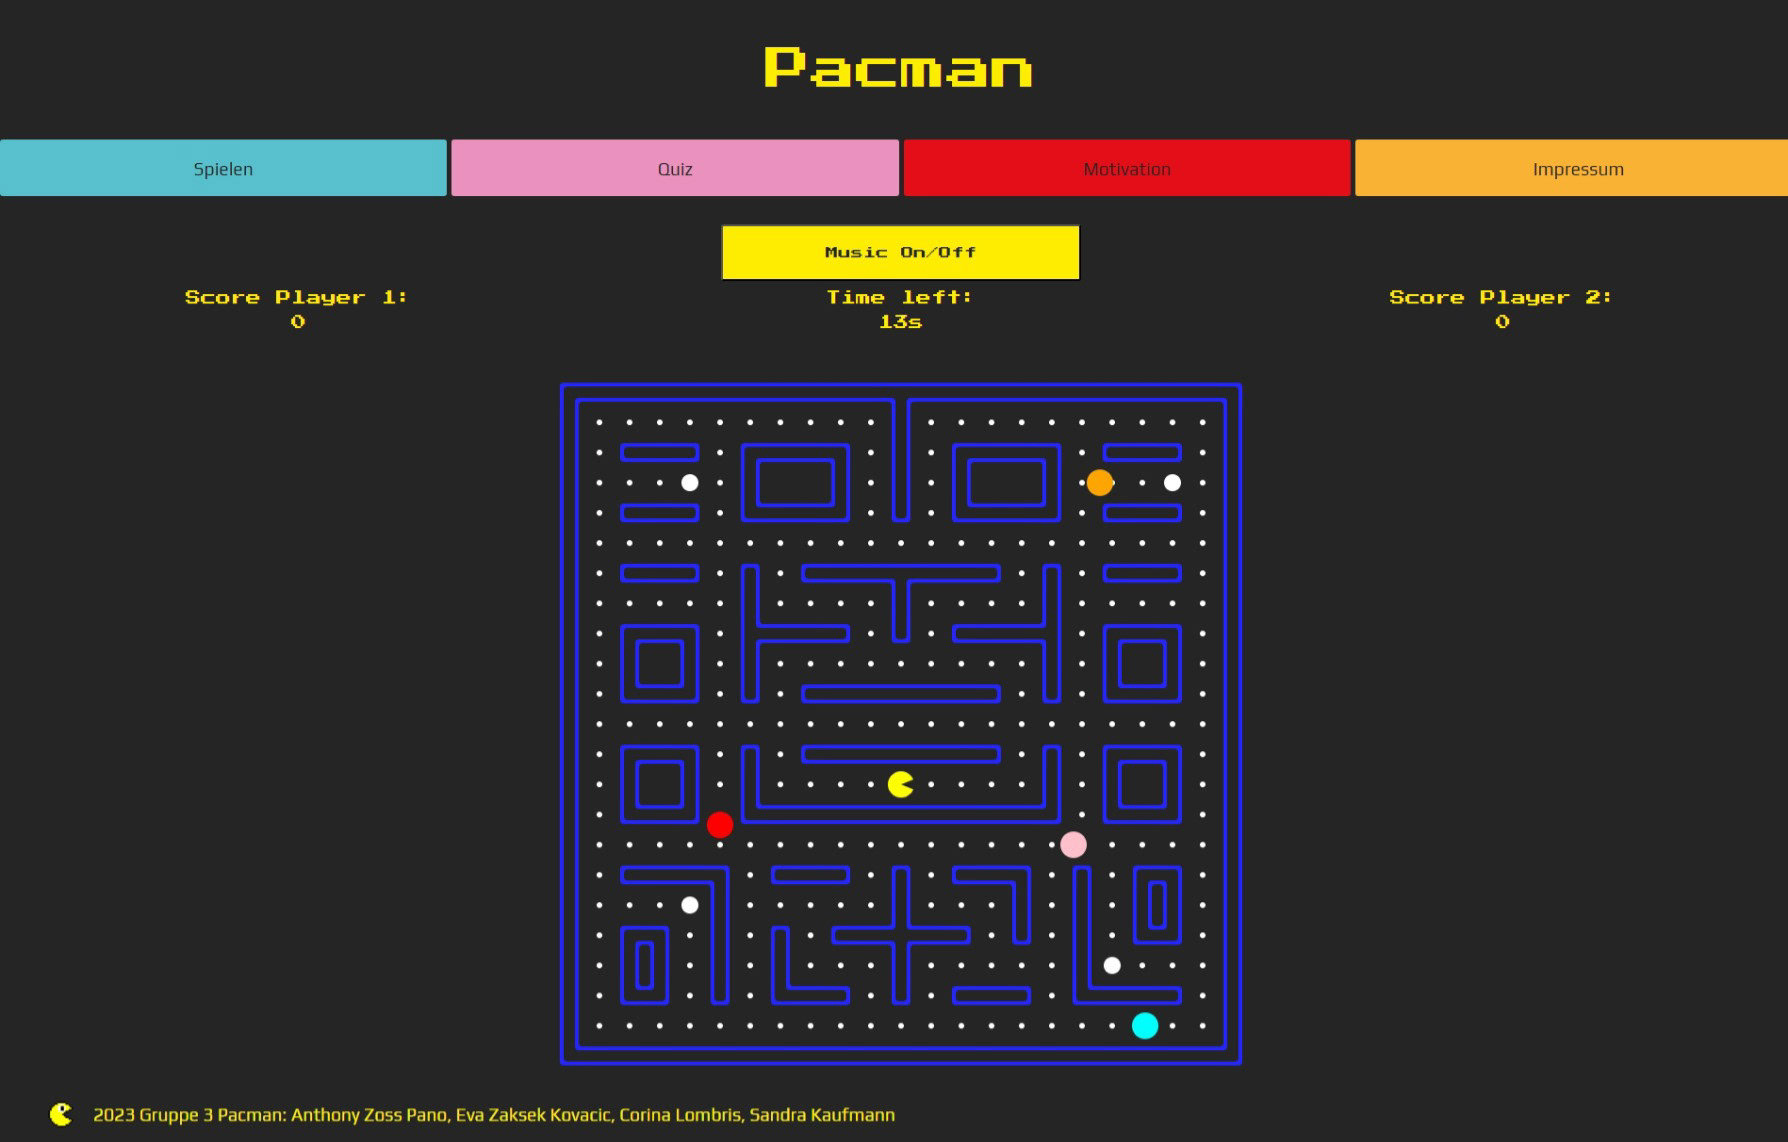 Pacman
Spielen
Quiz
Motivation
Impressum
Music On/Off
Score Player 1:
0
Time left:
13s
Score Player 2:
0
2023 Gruppe 3 Pacman: Anthony Zoss Pano, Eva Zaksek Kovacic, Corina Lombris, Sandra Kaufmann